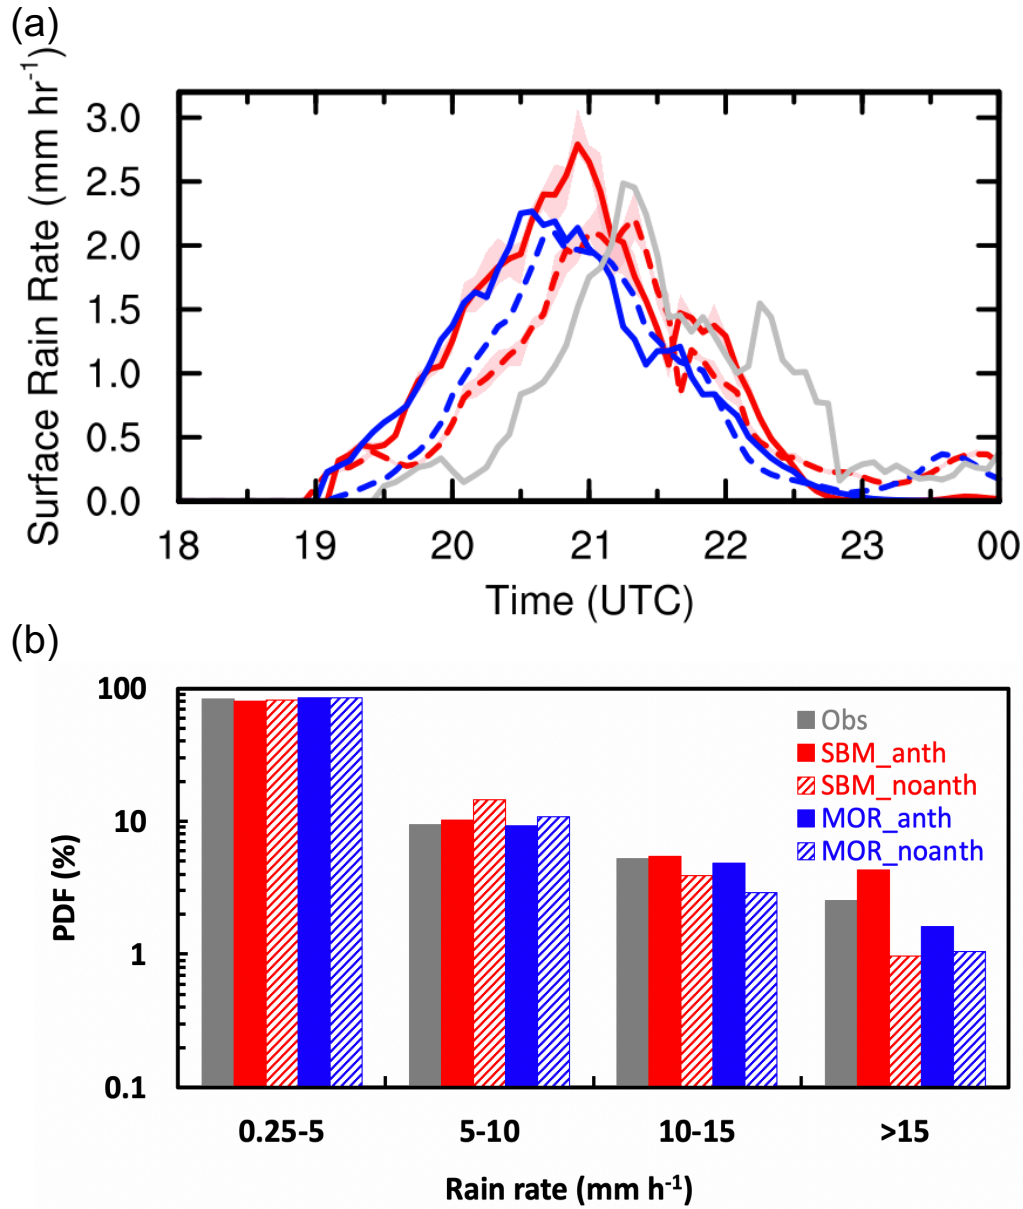 (a)
Surface Rain Rate (mm hr⁻¹)
3.0
2.5
2.0
1.5
1.0
0.5
0.0
18 19 20 21 22 23 00
Time (UTC)
(b)
PDF (%)
100
10
1
0.1
Obs
SBM_anth
SBM_noanth
MOR_anth
MOR_noanth
0.25-5 5-10 10-15 >15
Rain rate (mm h⁻¹)